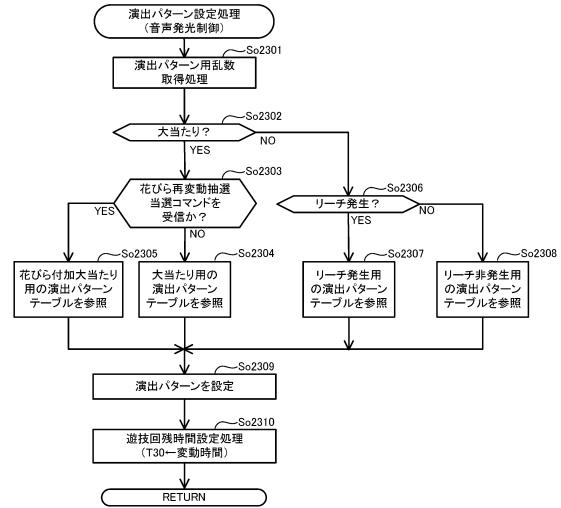 演出パターン設定処理
（音声発光制御）
So2301
演出パターン用乱数
取得処理
So2302
大当たり？
NO
YES
So2303
花びら再変動抽選
当選コマンドを
受信か？
YES
NO
So2306
リーチ発生？
NO
YES
So2305
花びら付加大当たり
用の演出パターン
テーブルを参照
So2304
大当たり用の
演出パターン
テーブルを参照
So2307
リーチ発生用
の演出パターン
テーブルを参照
So2308
リーチ非発生用
の演出パターン
テーブルを参照
So2309
演出パターンを設定
So2310
遊技回残時間設定処理
（T30←変動時間）
RETURN